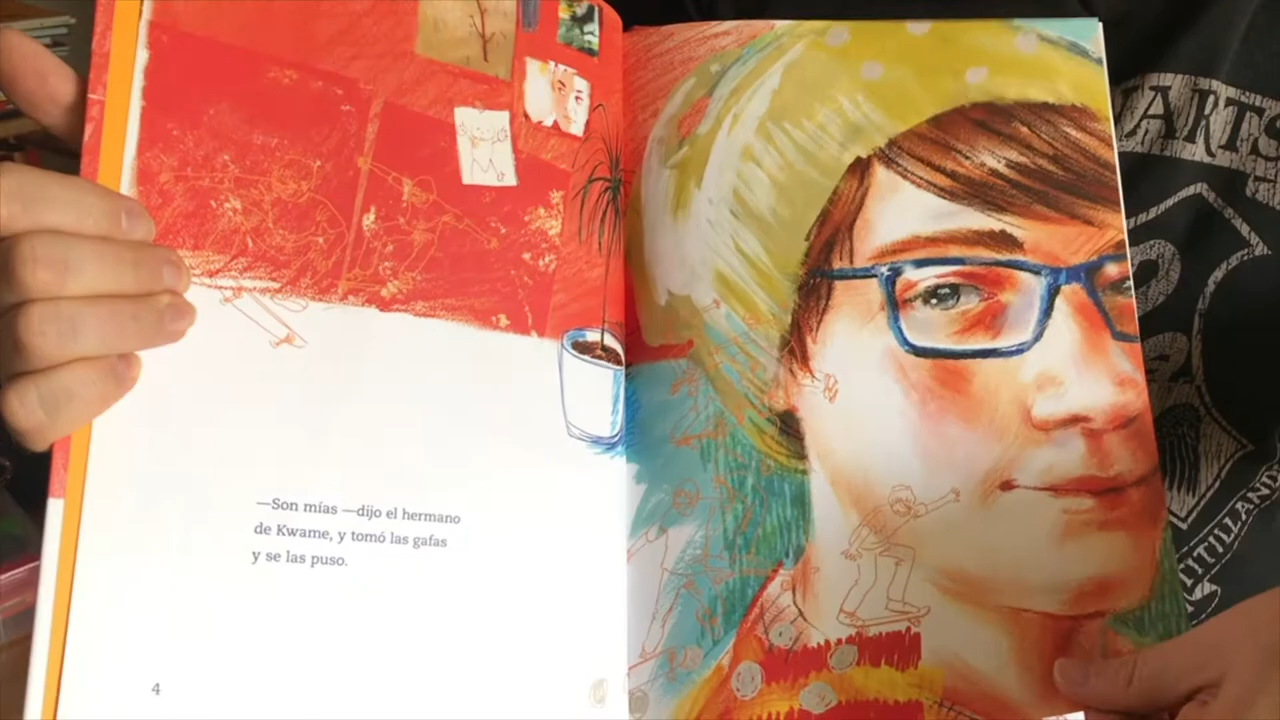 —Son mías —dijo el hermano
de Kwame, y tomó las gafas
y se las puso.
4
ARTS
TITILLAND